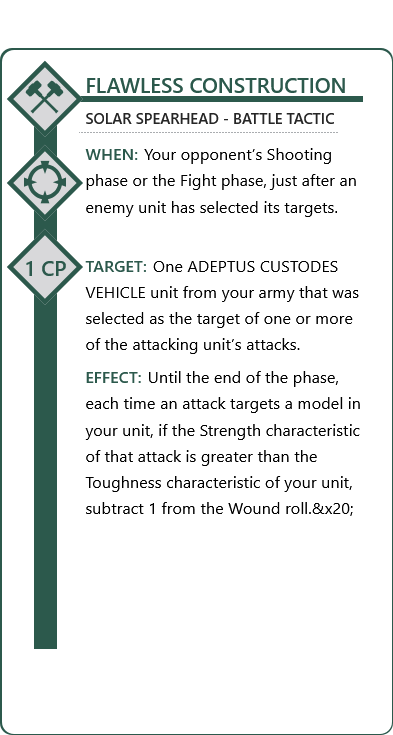 FLAWLESS CONSTRUCTION
SOLAR SPEARHEAD - BATTLE TACTIC
WHEN: Your opponent’s Shooting
phase or the Fight phase, just after an
enemy unit has selected its targets.
1 CP
TARGET: One ADEPTUS CUSTODES
VEHICLE unit from your army that was
selected as the target of one or more
of the attacking unit’s attacks.
EFFECT: Until the end of the phase,
each time an attack targets a model in
your unit, if the Strength characteristic
of that attack is greater than the
Toughness characteristic of your unit,
subtract 1 from the Wound roll.&x20;